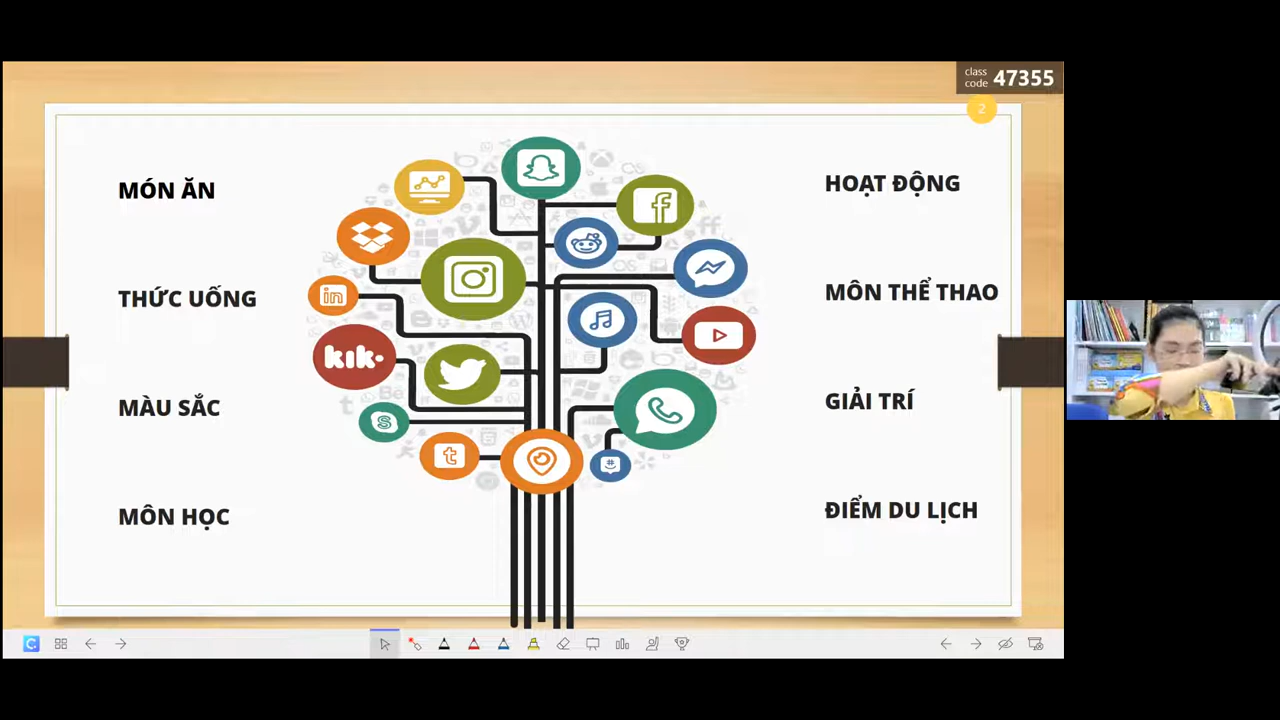 class
code 47355
2
MÓN ĂN
THỨC UỐNG
MÀU SẮC
MÔN HỌC
in
kik.
t
HOẠT ĐỘNG
MÔN THỂ THAO
GIẢI TRÍ
ĐIỂM DU LỊCH